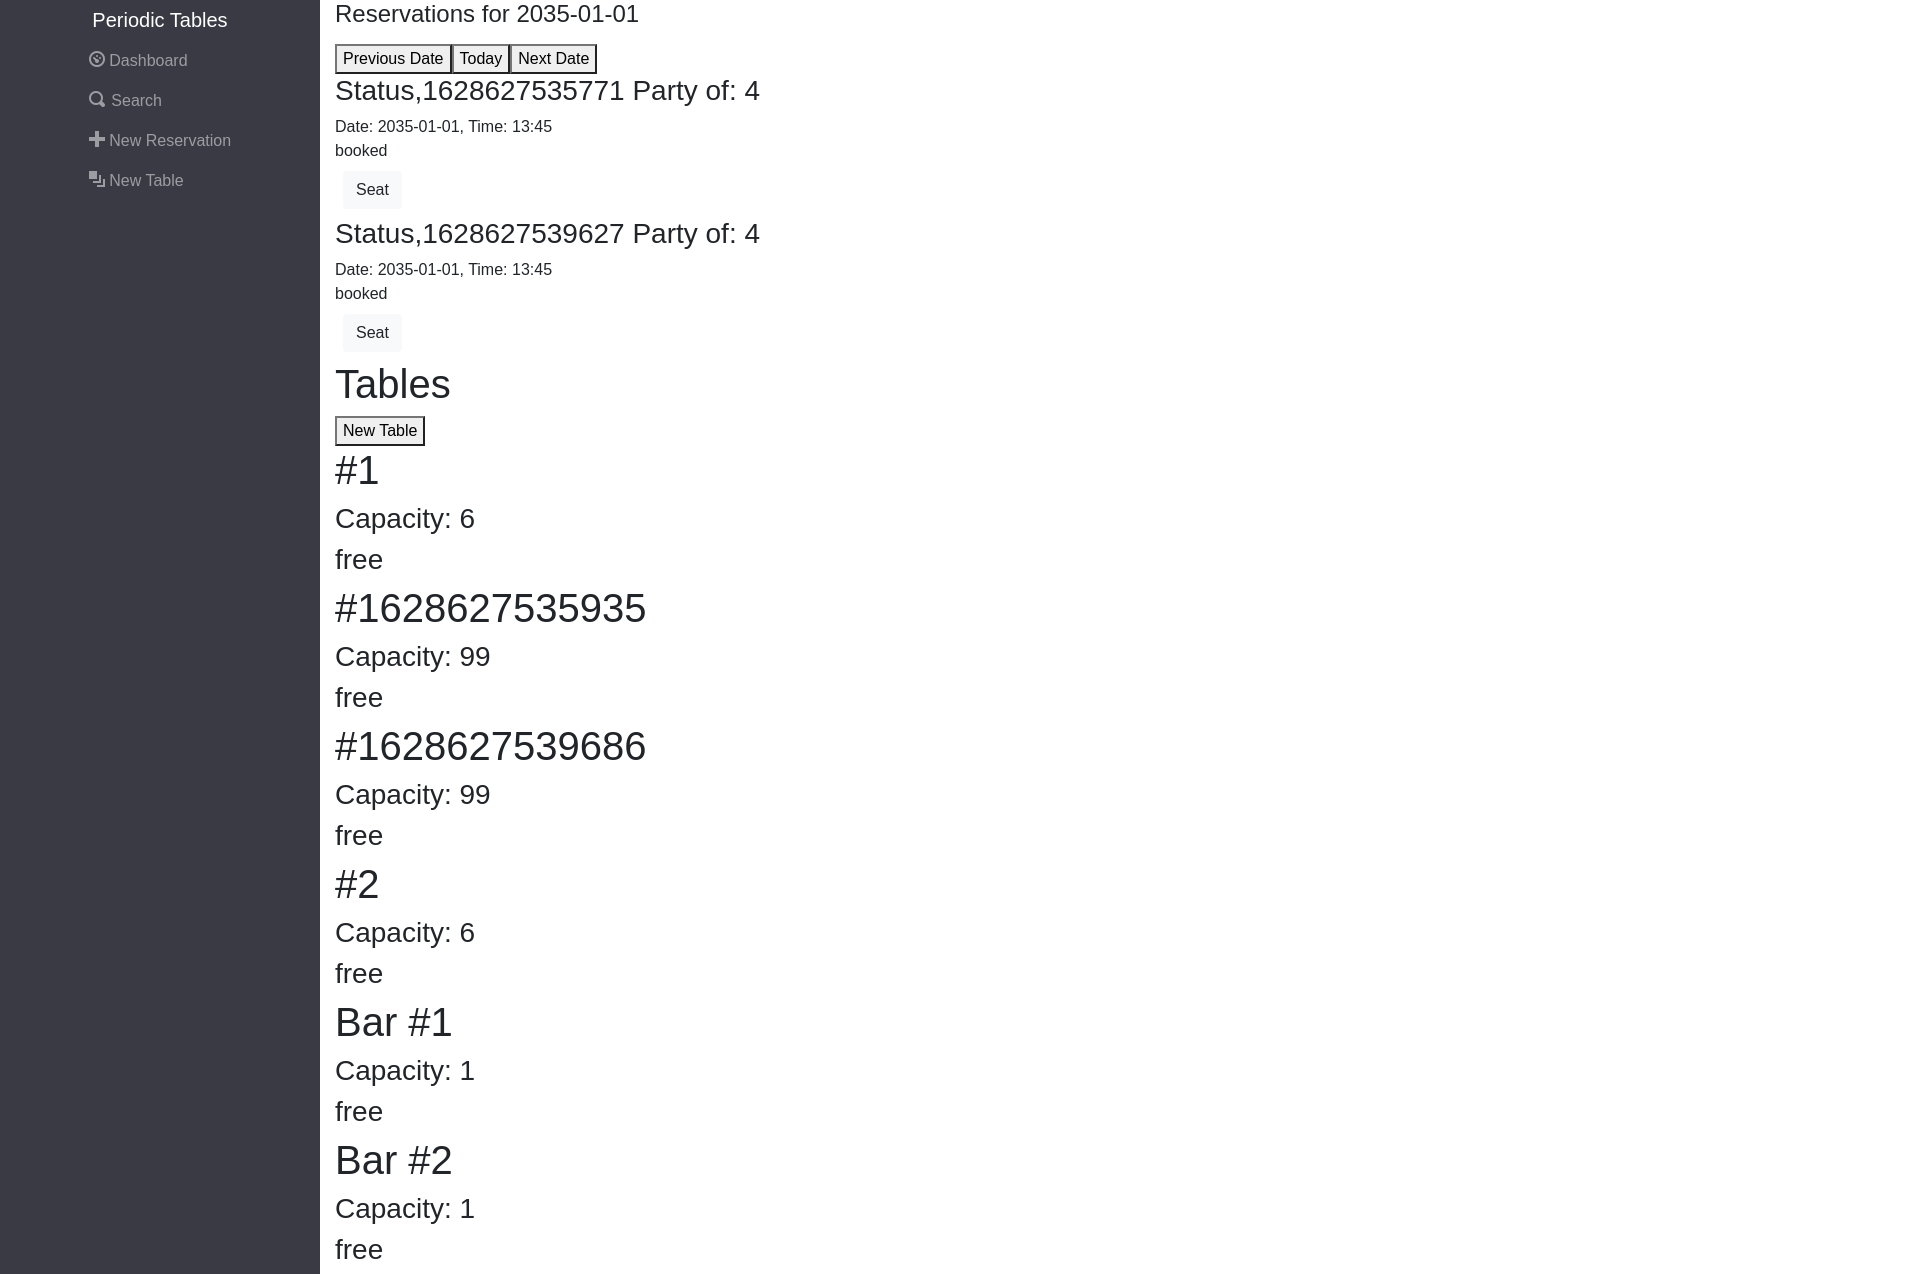 Periodic Tables
Dashboard
Search
New Reservation
New Table
Reservations for 2035-01-01
Previous Date Today Next Date
Status,1628627535771 Party of: 4
Date: 2035-01-01, Time: 13:45
booked
Seat
Status,1628627539627 Party of: 4
Date: 2035-01-01, Time: 13:45
booked
Seat
Tables
New Table
#1
Capacity: 6
free
#1628627535935
Capacity: 99
free
#1628627539686
Capacity: 99
free
#2
Capacity: 6
free
Bar #1
Capacity: 1
free
Bar #2
Capacity: 1
free